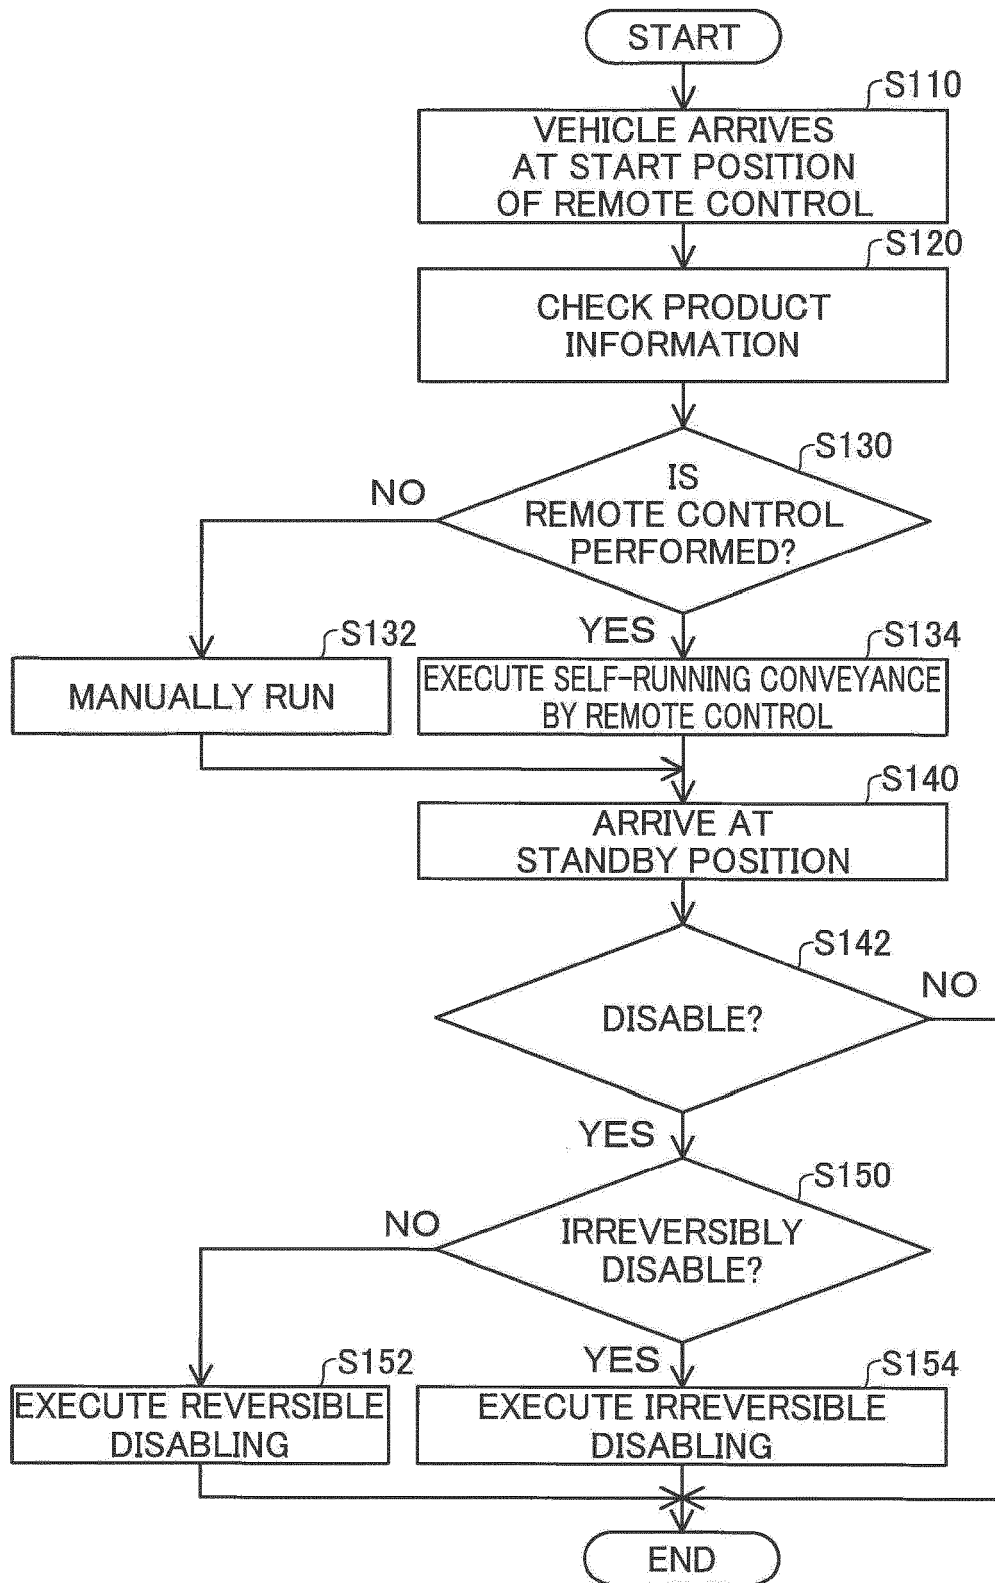 START
S110
VEHICLE ARRIVES
AT START POSITION
OF REMOTE CONTROL
S120
CHECK PRODUCT
INFORMATION
S130
IS
REMOTE CONTROL
PERFORMED?
NO
YES
S132
MANUALLY RUN
S134
EXECUTE SELF-RUNNING CONVEYANCE
BY REMOTE CONTROL
S140
ARRIVE AT
STANDBY POSITION
S142
DISABLE?
NO
YES
S150
IRREVERSIBLY
DISABLE?
NO
YES
S152
EXECUTE REVERSIBLE
DISABLING
S154
EXECUTE IRREVERSIBLE
DISABLING
END